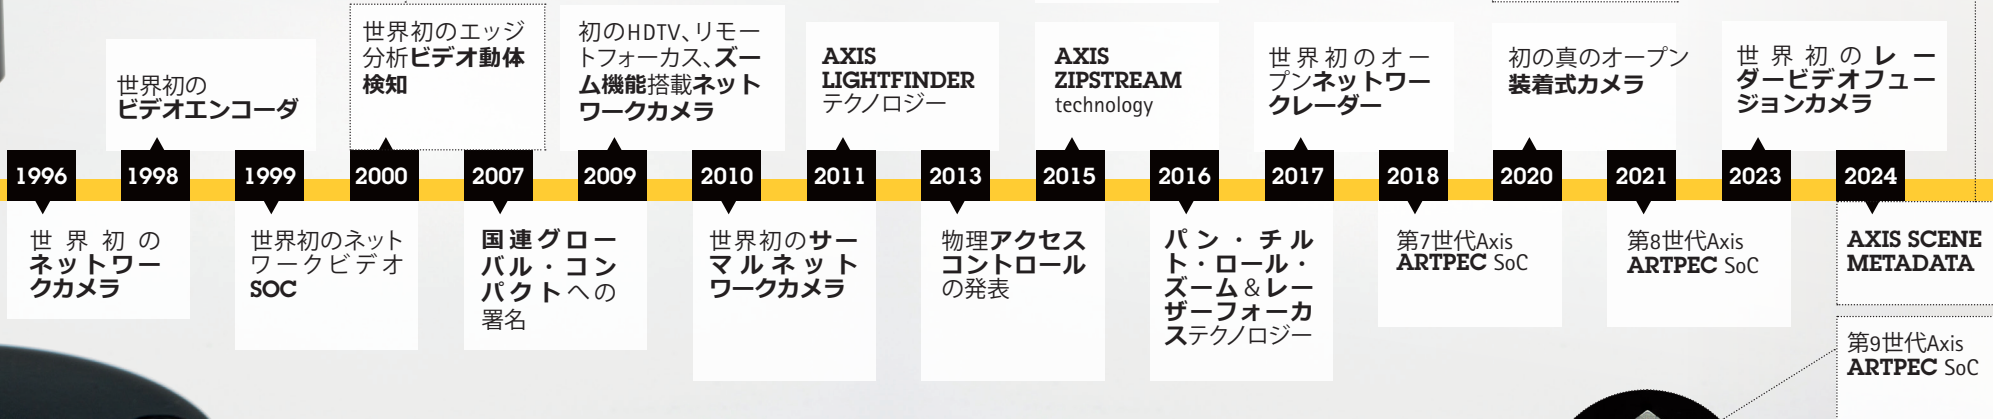 世界初の
ビデオエンコーダ
世界初のエッジ
分析ビデオ動体
検知
初のHDTV、リモー
トフォーカス、ズー
ム機能搭載ネット
ワークカメラ
AXIS
LIGHTFINDER
テクノロジー
AXIS
ZIPSTREAM
technology
世界初のオー
プンネットワー
クレーダー
初の真のオープン
装着式カメラ
世界初のレー
ダービデオフュー
ジョンカメラ
1996 1998 1999 2000 2007 2009 2010 2011 2013 2015 2016 2017 2018 2020 2021 2023 2024
世界初の
ネットワー
クカメラ
世界初のネット
ワークビデオ
SOC
国連グロー
バル・コン
パクトへの
署名
世界初のサー
マルネット
ワークカメラ
物理アクセス
コントロール
の発表
パン・チル
ト・ロール・
ズーム&レー
ザーフォーカ
ステクノロジー
第7世代Axis
ARTPEC SoC
第8世代Axis
ARTPEC SoC
AXIS SCENE
METADATA
第9世代Axis
ARTPEC SoC